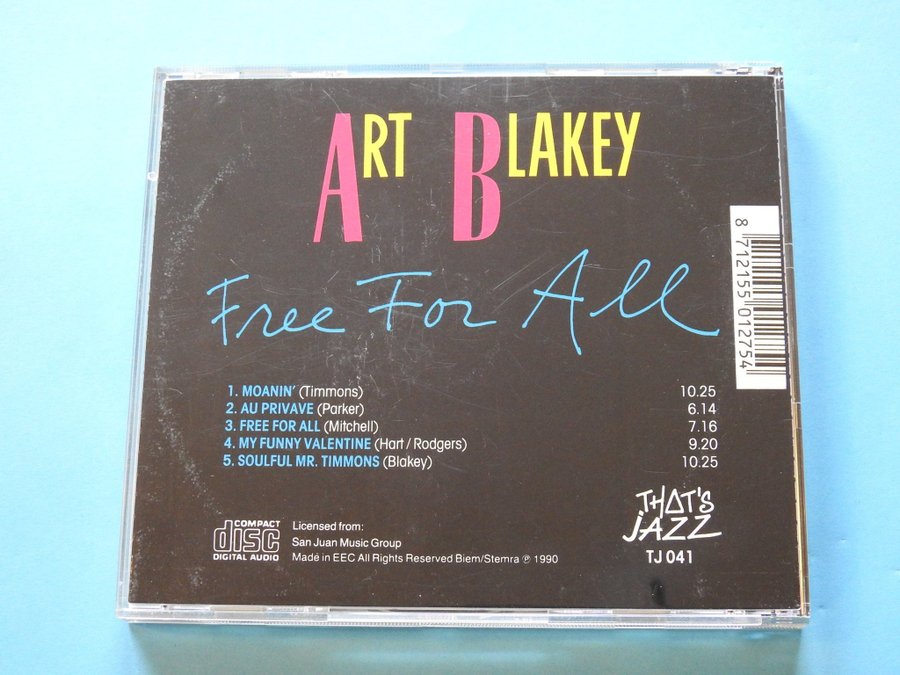 ART BLAKEY
Free For All
1. MOANIN' (Timmons) 10.25
2. AU PRIVAVE (Parker) 6.14
3. FREE FOR ALL (Mitchell) 7.16
4. MY FUNNY VALENTINE (Hart / Rodgers) 9.20
5. SOULFUL MR. TIMMONS (Blakey) 10.25
COMPACT
disc
DIGITAL AUDIO
Licensed from:
San Juan Music Group
Made in EEC All Rights Reserved Biem/Stemra ℗ 1990
THAT'S
JAZZ
TJ 041
8 712155 012754